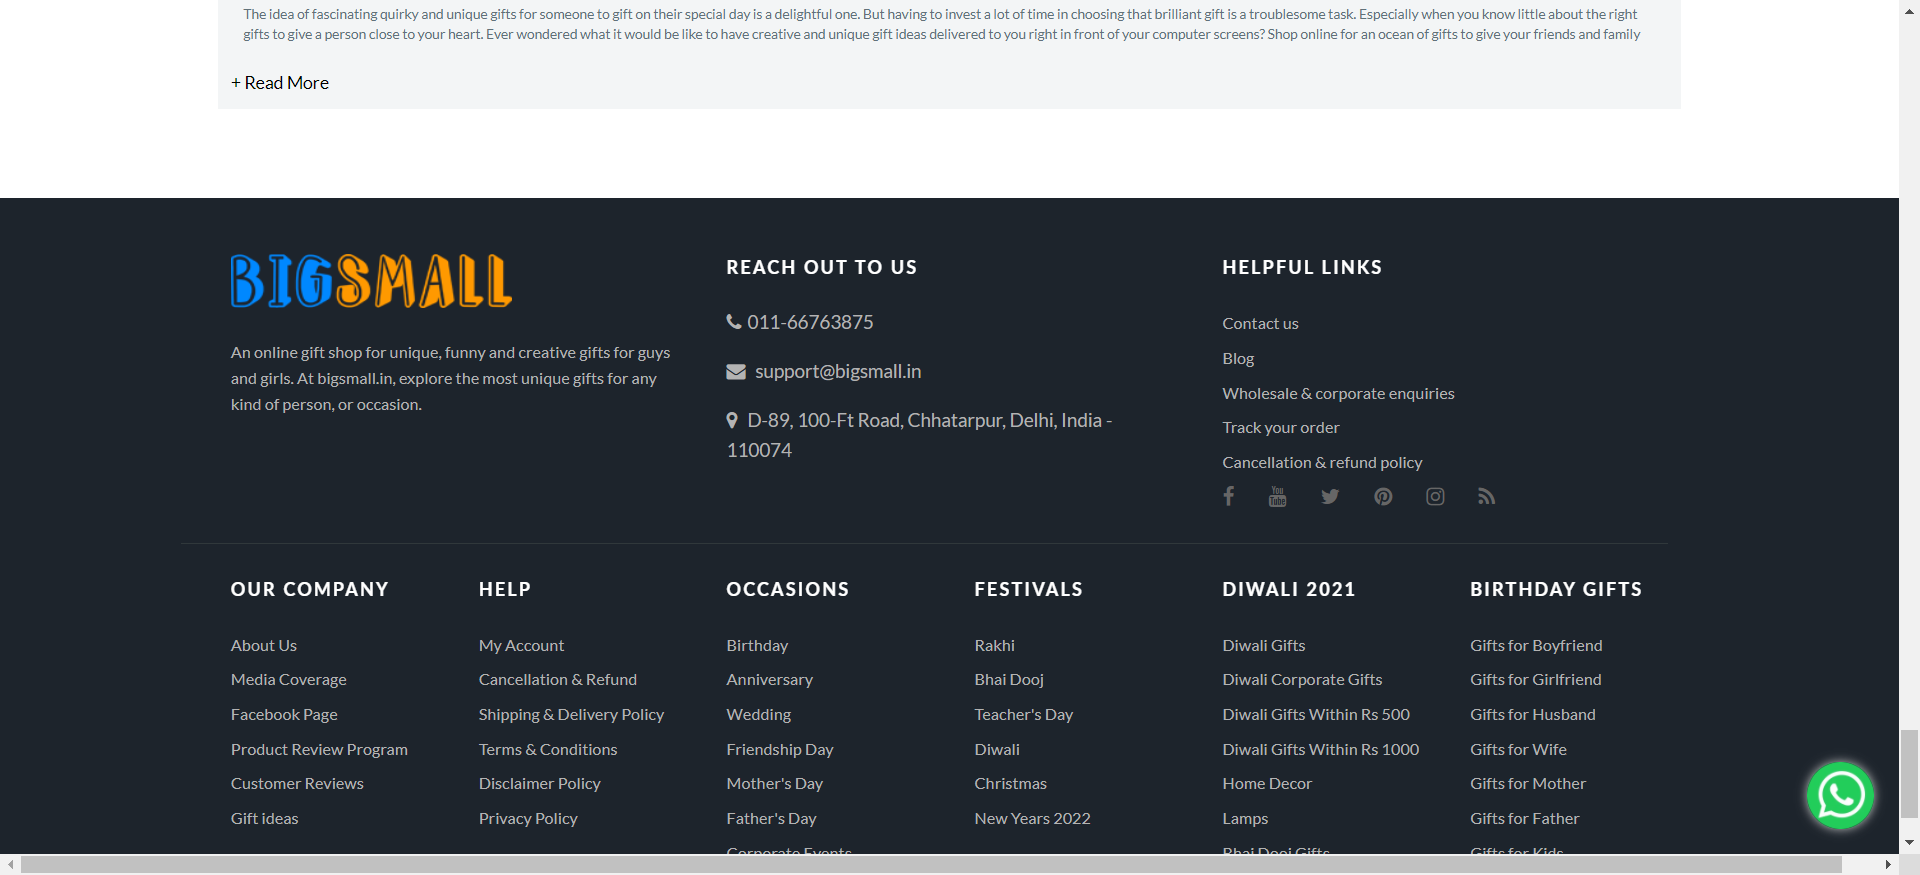 The idea of fascinating quirky and unique gifts for someone to gift on their special day is a delightful one. But having to invest a lot of time in choosing that brilliant gift is a troublesome task. Especially when you know little about the right
gifts to give a person close to your heart. Ever wondered what it would be like to have creative and unique gift ideas delivered to you right in front of your computer screens? Shop online for an ocean of gifts to give your friends and family
+ Read More
BIGSMALL
An online gift shop for unique, funny and creative gifts for guys
and girls. At bigsmall.in, explore the most unique gifts for any
kind of person, or occasion.
REACH OUT TO US
011-66763875
support@bigsmall.in
D-89, 100-Ft Road, Chhatarpur, Delhi, India -
110074
HELPFUL LINKS
Contact us
Blog
Wholesale & corporate enquiries
Track your order
Cancellation & refund policy
You
Tube
OUR COMPANY
About Us
Media Coverage
Facebook Page
Product Review Program
Customer Reviews
Gift ideas
HELP
My Account
Cancellation & Refund
Shipping & Delivery Policy
Terms & Conditions
Disclaimer Policy
Privacy Policy
OCCASIONS
Birthday
Anniversary
Wedding
Friendship Day
Mother's Day
Father's Day
Corporate Events
FESTIVALS
Rakhi
Bhai Dooj
Teacher's Day
Diwali
Christmas
New Years 2022
DIWALI 2021
Diwali Gifts
Diwali Corporate Gifts
Diwali Gifts Within Rs 500
Diwali Gifts Within Rs 1000
Home Decor
Lamps
Bhai Dooj Gifts
BIRTHDAY GIFTS
Gifts for Boyfriend
Gifts for Girlfriend
Gifts for Husband
Gifts for Wife
Gifts for Mother
Gifts for Father
Gifts for Kids